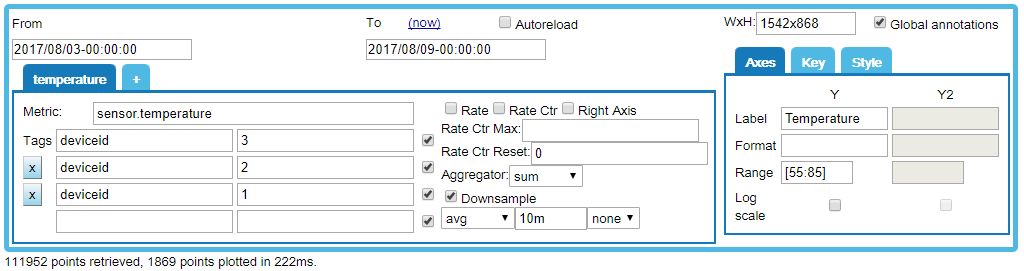 From To (now) Autoreload WxH: 1542x868 Global annotations
2017/08/03-00:00:00 2017/08/09-00:00:00
temperature +
Axes Key Style
Metric: sensor.temperature
Tags deviceid 3
x deviceid 2
x deviceid 1
Rate Rate Ctr Right Axis
Rate Ctr Max:
Rate Ctr Reset: 0
Aggregator: sum
Downsample
avg 10m none
Y Y2
Label Temperature
Format
Range [55:85]
Log
scale
111952 points retrieved, 1869 points plotted in 222ms.